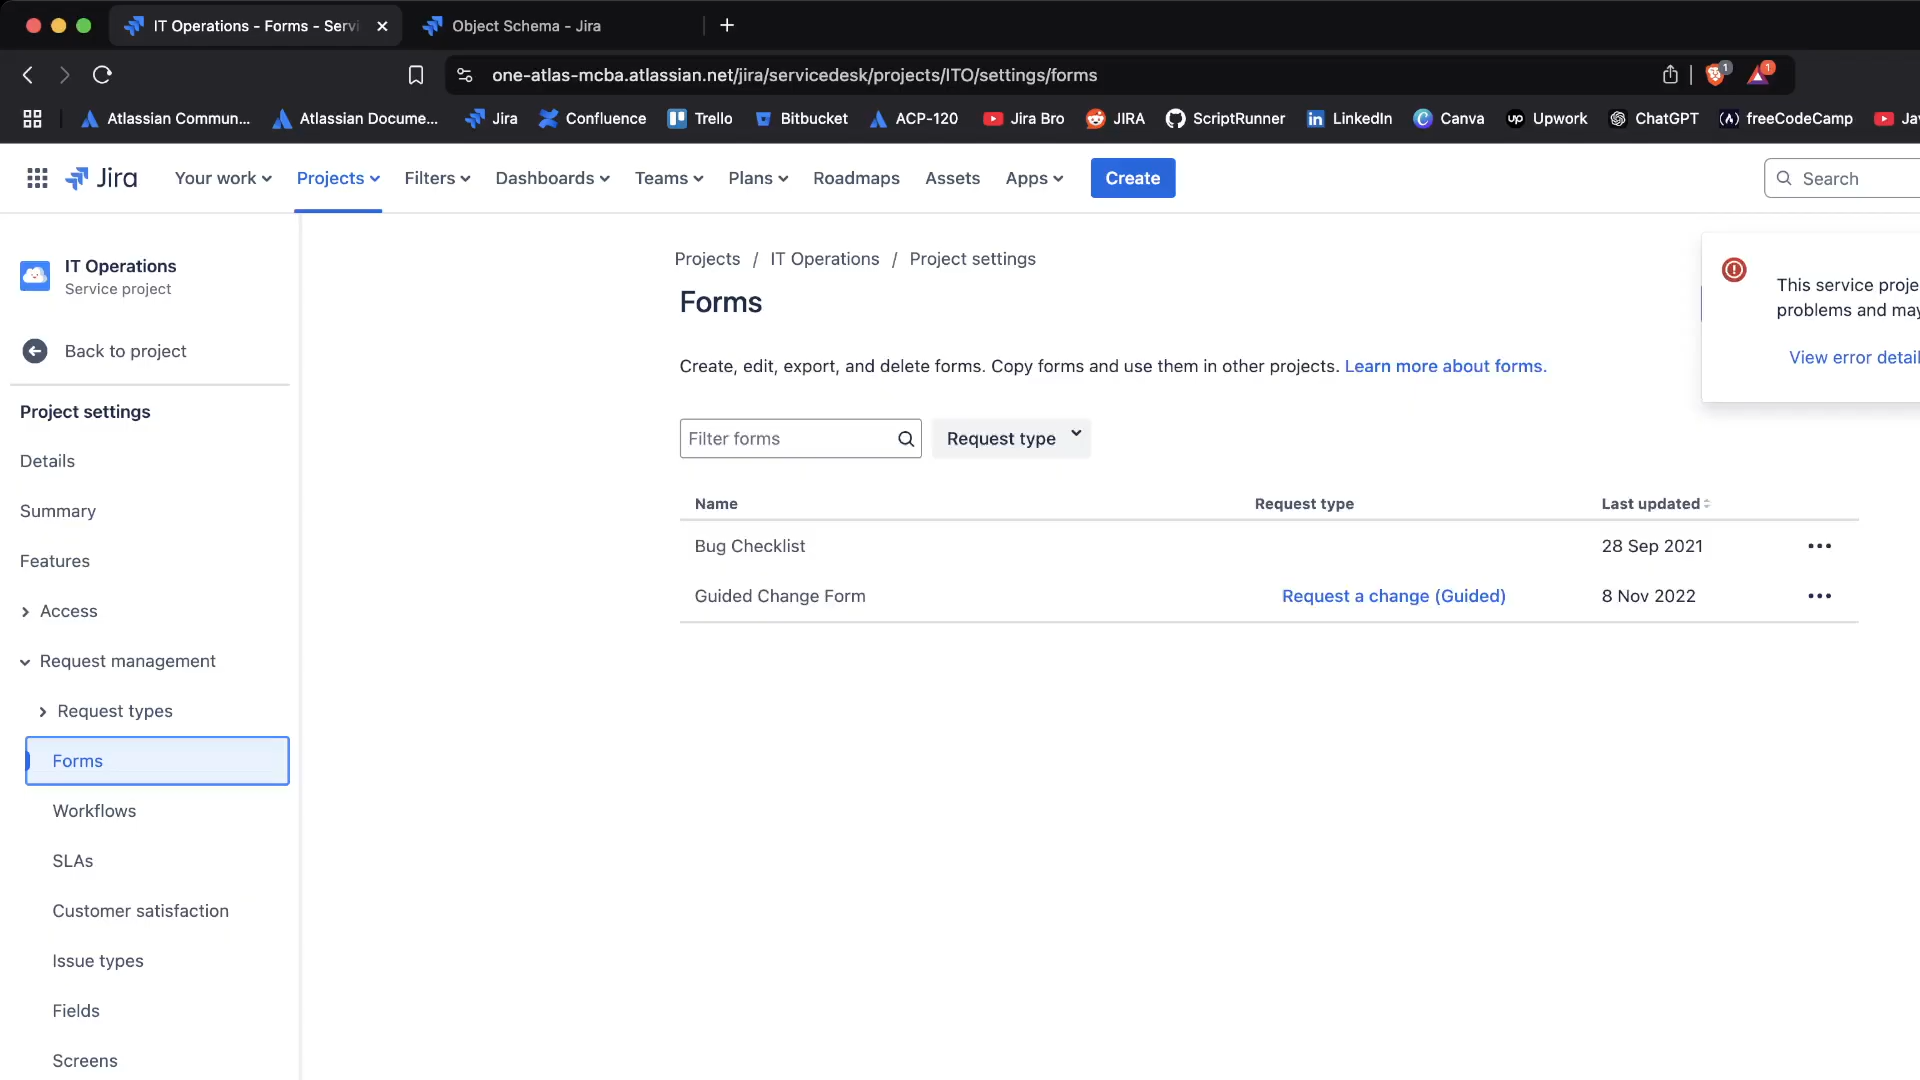 IT Operations - Forms - Servi
Object Schema - Jira
one-atlas-mcba.atlassian.net/jira/servicedesk/projects/ITO/settings/forms
1
1
Atlassian Commun...
Atlassian Docume...
Jira
Confluence
Trello
Bitbucket
ACP-120
Jira Bro
JIRA
ScriptRunner
LinkedIn
Canva
Upwork
ChatGPT
freeCodeCamp
Ja
Jira
Your work
Projects
Filters
Dashboards
Teams
Plans
Roadmaps
Assets
Apps
Create
Search
IT Operations
Service project
Back to project
Project settings
Details
Summary
Features
Access
Request management
Request types
Forms
Workflows
SLAs
Customer satisfaction
Issue types
Fields
Screens
Projects / IT Operations / Project settings
Forms
Create, edit, export, and delete forms. Copy forms and use them in other projects. Learn more about forms.
Filter forms
Request type
Name Request type Last updated
Bug Checklist 28 Sep 2021
Guided Change Form Request a change (Guided) 8 Nov 2022
This service proje
problems and may
View error detail